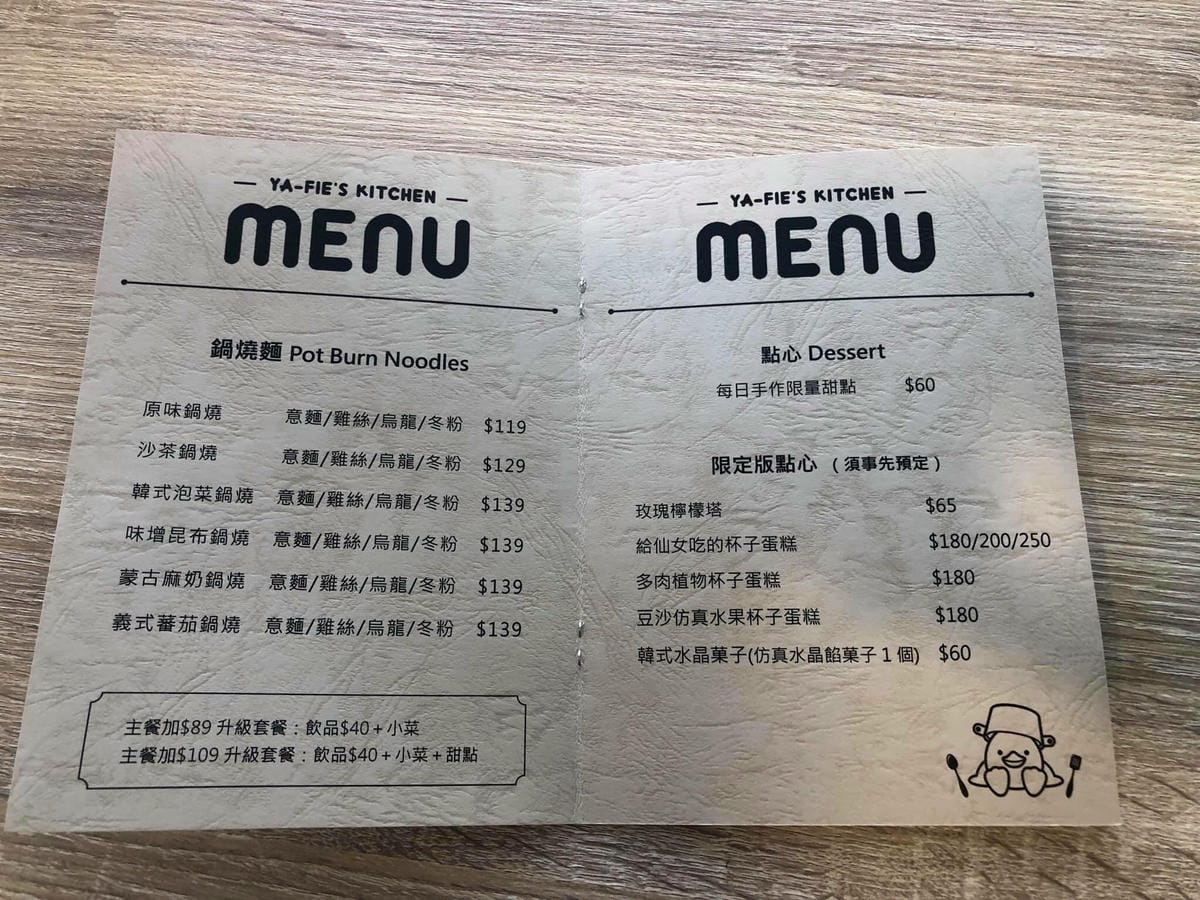 YA-FIE'S KITCHEN
MENU
鍋燒麵 Pot Burn Noodles
原味鍋燒 意麵/雞絲/烏龍/冬粉 $119
沙茶鍋燒 意麵/雞絲/烏龍/冬粉 $129
韓式泡菜鍋燒 意麵/雞絲/烏龍/冬粉 $139
味增昆布鍋燒 意麵/雞絲/烏龍/冬粉 $139
蒙古麻奶鍋燒 意麵/雞絲/烏龍/冬粉 $139
義式蕃茄鍋燒 意麵/雞絲/烏龍/冬粉 $139
主餐加$89 升級套餐：飲品$40＋小菜
主餐加$109 升級套餐：飲品$40＋小菜＋甜點
YA-FIE'S KITCHEN
MENU
點心 Dessert
每日手作限量甜點 $60
限定版點心 （須事先預定）
玫瑰檸檬塔 $65
給仙女吃的杯子蛋糕 $180/200/250
多肉植物杯子蛋糕 $180
豆沙仿真水果杯子蛋糕 $180
韓式水晶菓子(仿真水晶餡菓子 1 個) $60